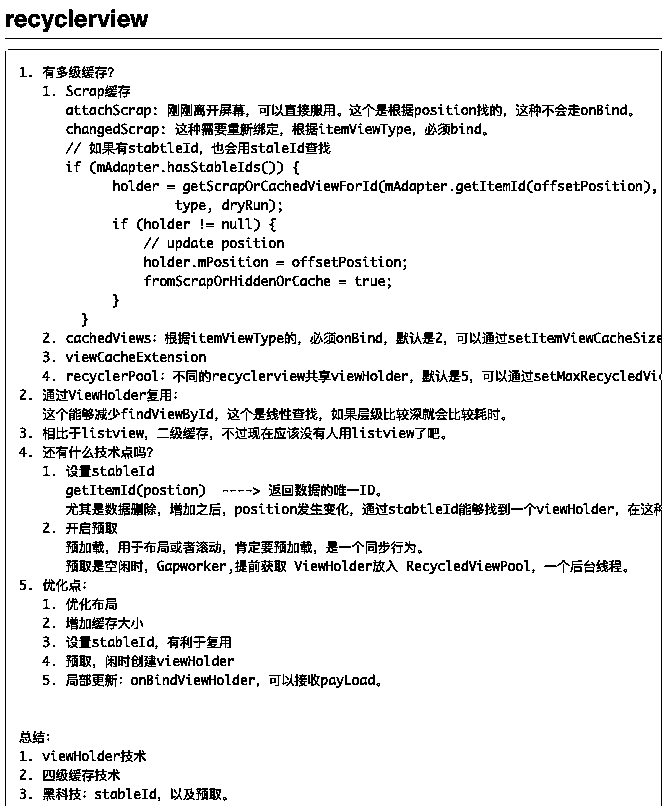 recyclerview
1. 有多级缓存?
1. Scrap缓存
attachScrap: 刚刚离开屏幕, 可以直接服用。这个是根据position找的, 这种不会走onBind。
changedScrap: 这种需要重新绑定, 根据itemViewType, 必须bind。
// 如果有stabtleId, 也会用staleId查找
if (mAdapter.hasStableIds()) {
holder = getScrapOrCachedViewForId(mAdapter.getItemId(offsetPosition),
type, dryRun);
if (holder != null) {
// update position
holder.mPosition = offsetPosition;
fromScrapOrHiddenOrCache = true;
}
}
2. cachedViews: 根据itemViewType的, 必须onBind, 默认是2, 可以通过setItemViewCacheSize
3. viewCacheExtension
4. recyclerPool: 不同的recyclerview共享viewHolder, 默认是5, 可以通过setMaxRecycledVi
2. 通过ViewHolder复用:
这个能够减少findViewById, 这个是线性查找, 如果层级比较深就会比较耗时。
3. 相比于listview, 二级缓存, 不过现在应该没有人用listview了吧。
4. 还有什么技术点吗?
1. 设置stableId
getItemId(postion) ----> 返回数据的唯一ID。
尤其是数据删除, 增加之后, position发生变化, 通过stabtleId能够找到一个viewHolder, 在这种
2. 开启预取
预加载, 用于布局或者滚动, 肯定要预加载, 是一个同步行为。
预取是空闲时, Gapworker,提前获取 ViewHolder放入 RecycledViewPool, 一个后台线程。
5. 优化点:
1. 优化布局
2. 增加缓存大小
3. 设置stableId, 有利于复用
4. 预取, 闲时创建viewHolder
5. 局部更新: onBindViewHolder, 可以接收payLoad。
总结:
1. viewHolder技术
2. 四级缓存技术
3. 黑科技: stableId, 以及预取。